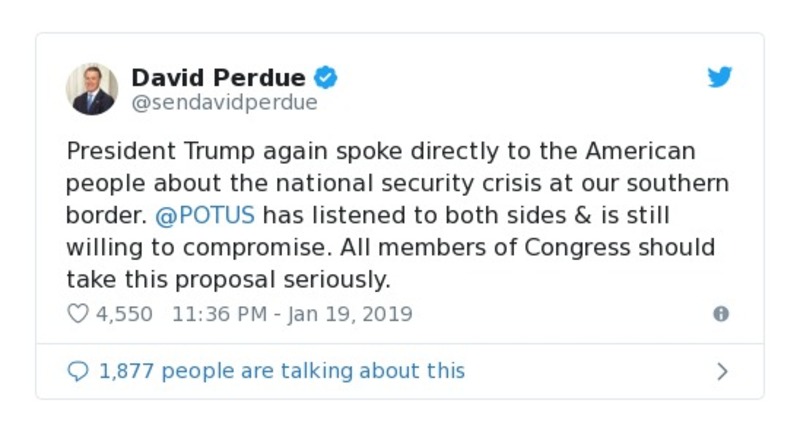 David Perdue
@sendavidperdue
President Trump again spoke directly to the American
people about the national security crisis at our southern
border. @POTUS has listened to both sides & is still
willing to compromise. All members of Congress should
take this proposal seriously.
4,550 11:36 PM - Jan 19, 2019
1,877 people are talking about this